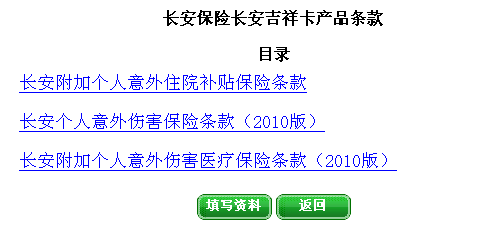 长安保险长安吉祥卡产品条款
目录
长安附加个人意外住院补贴保险条款
长安个人意外伤害保险条款（2010版）
长安附加个人意外伤害医疗保险条款（2010版）
填写资料 返回